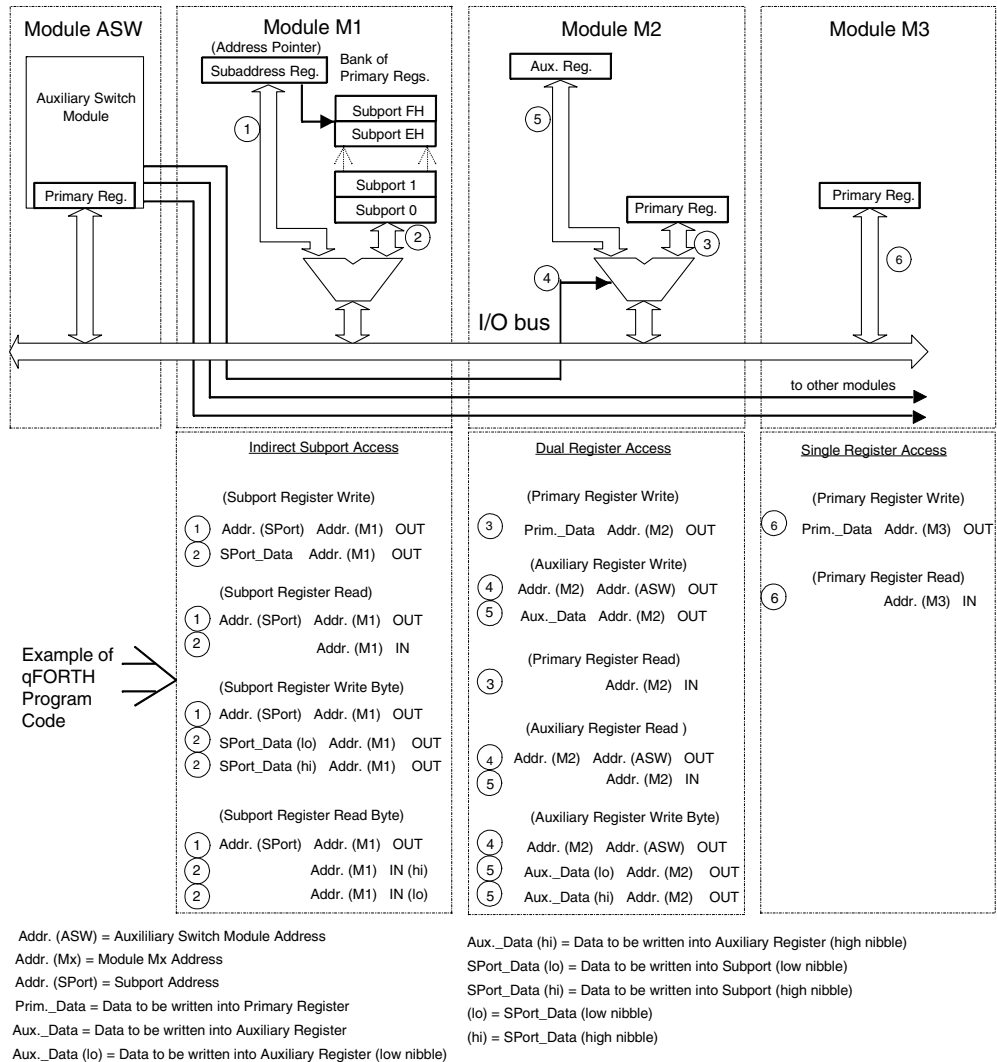 Module ASW
Module M1
Module M2
Module M3
(Address Pointer)
Subaddress Reg.
Bank of
Primary Regs.
Subport FH
Subport EH
Subport 1
Subport 0
Auxiliary Switch
Module
Primary Reg.
1
2
Aux. Reg.
5
Primary Reg.
3
4
Primary Reg.
6
I/O bus
to other modules
Indirect Subport Access
(Subport Register Write)
1 Addr. (SPort) Addr. (M1) OUT
2 SPort_Data Addr. (M1) OUT
(Subport Register Read)
1 Addr. (SPort) Addr. (M1) OUT
2 Addr. (M1) IN
(Subport Register Write Byte)
1 Addr. (SPort) Addr. (M1) OUT
2 SPort_Data (lo) Addr. (M1) OUT
2 SPort_Data (hi) Addr. (M1) OUT
(Subport Register Read Byte)
1 Addr. (SPort) Addr. (M1) OUT
2 Addr. (M1) IN (hi)
2 Addr. (M1) IN (lo)
Dual Register Access
(Primary Register Write)
3 Prim._Data Addr. (M2) OUT
(Auxiliary Register Write)
4 Addr. (M2) Addr. (ASW) OUT
5 Aux._Data Addr. (M2) OUT
(Primary Register Read)
3 Addr. (M2) IN
(Auxiliary Register Read )
4 Addr. (M2) Addr. (ASW) OUT
5 Addr. (M2) IN
(Auxiliary Register Write Byte)
4 Addr. (M2) Addr. (ASW) OUT
5 Aux._Data (lo) Addr. (M2) OUT
5 Aux._Data (hi) Addr. (M2) OUT
Single Register Access
(Primary Register Write)
6 Prim._Data Addr. (M3) OUT
(Primary Register Read)
6 Addr. (M3) IN
Example of
qFORTH
Program
Code
Addr. (ASW) = Auxililiary Switch Module Address
Addr. (Mx) = Module Mx Address
Addr. (SPort) = Subport Address
Prim._Data = Data to be written into Primary Register
Aux._Data = Data to be written into Auxiliary Register
Aux._Data (lo) = Data to be written into Auxiliary Register (low nibble)
Aux._Data (hi) = Data to be written into Auxiliary Register (high nibble)
SPort_Data (lo) = Data to be written into Subport (low nibble)
SPort_Data (hi) = Data to be written into Subport (high nibble)
(lo) = SPort_Data (low nibble)
(hi) = SPort_Data (high nibble)